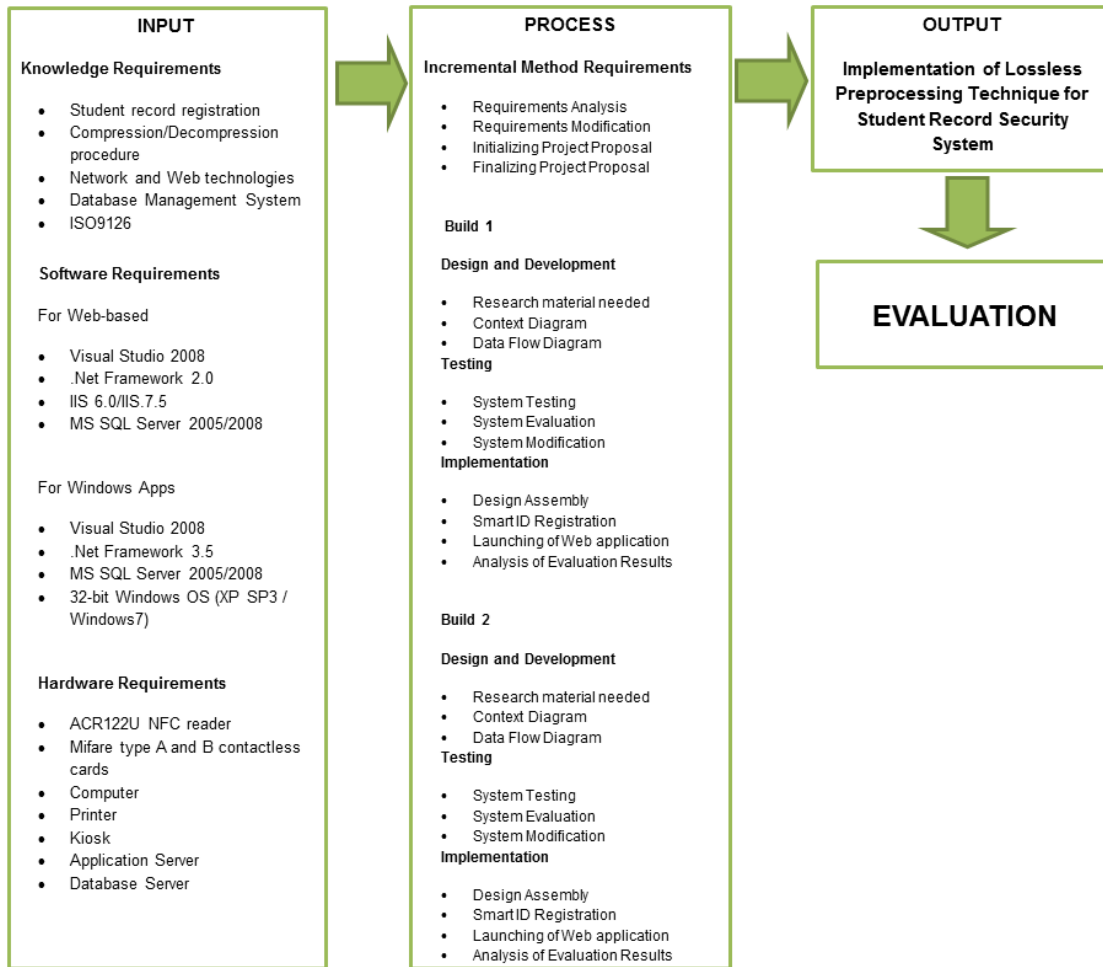 INPUT
Knowledge Requirements
• Student record registration
• Compression/Decompression
procedure
• Network and Web technologies
• Database Management System
• ISO9126
Software Requirements
For Web-based
• Visual Studio 2008
• .Net Framework 2.0
• IIS 6.0/IIS.7.5
• MS SQL Server 2005/2008
For Windows Apps
• Visual Studio 2008
• .Net Framework 3.5
• MS SQL Server 2005/2008
• 32-bit Windows OS (XP SP3 /
Windows7)
Hardware Requirements
• ACR122U NFC reader
• Mifare type A and B contactless
cards
• Computer
• Printer
• Kiosk
• Application Server
• Database Server
PROCESS
Incremental Method Requirements
• Requirements Analysis
• Requirements Modification
• Initializing Project Proposal
• Finalizing Project Proposal
Build 1
Design and Development
• Research material needed
• Context Diagram
• Data Flow Diagram
Testing
• System Testing
• System Evaluation
• System Modification
Implementation
• Design Assembly
• Smart ID Registration
• Launching of Web application
• Analysis of Evaluation Results
Build 2
Design and Development
• Research material needed
• Context Diagram
• Data Flow Diagram
Testing
• System Testing
• System Evaluation
• System Modification
Implementation
• Design Assembly
• Smart ID Registration
• Launching of Web application
• Analysis of Evaluation Results
OUTPUT
Implementation of Lossless
Preprocessing Technique for
Student Record Security
System
EVALUATION